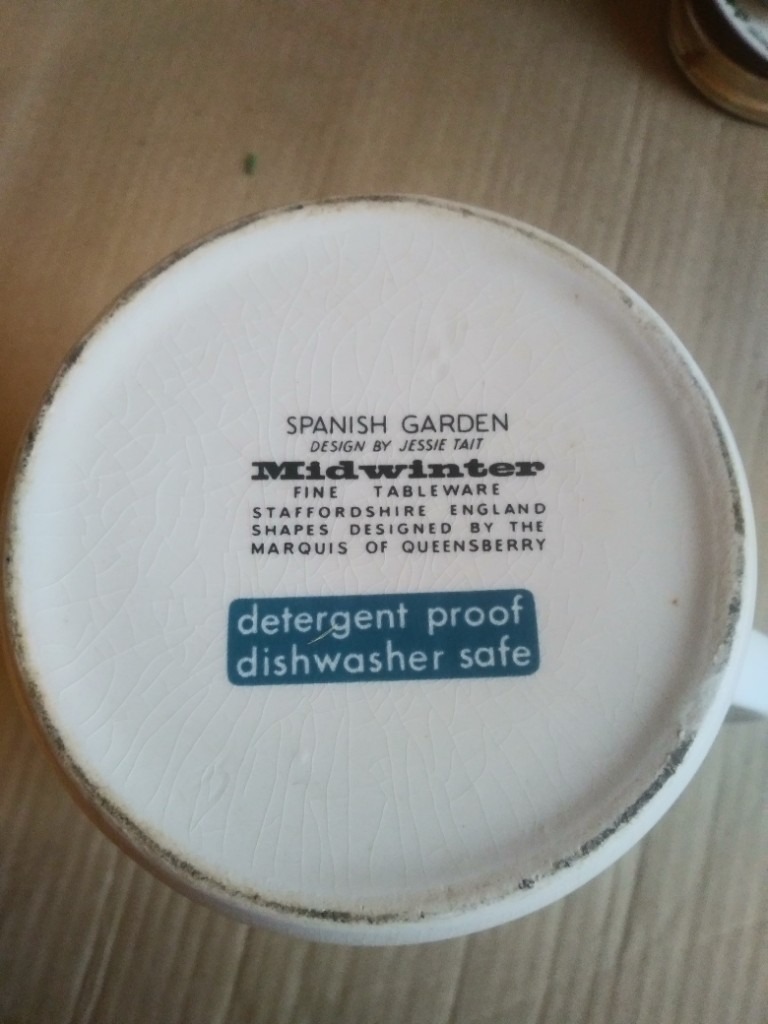 SPANISH GARDEN
DESIGN BY JESSIE TAIT
Midwinter
FINE TABLEWARE
STAFFORDSHIRE ENGLAND
SHAPES DESIGNED BY THE
MARQUIS OF QUEENSBERRY
detergent proof
dishwasher safe